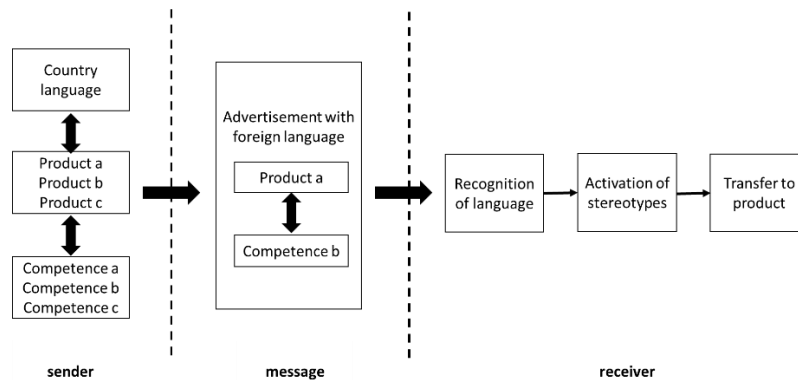 Country
language
Product a
Product b
Product c
Competence a
Competence b
Competence c
sender
Advertisement with
foreign language
Product a
Competence b
message
Recognition
of language
Activation of
stereotypes
Transfer to
product
receiver